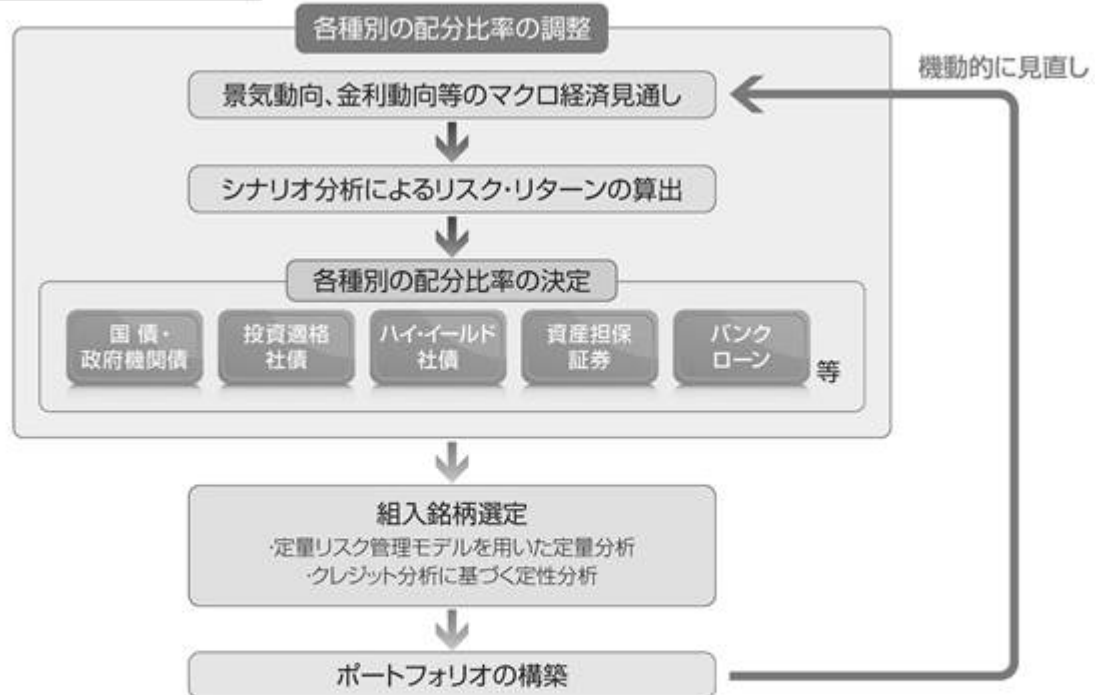 各種別の配分比率の調整
機動的に見直し
景気動向、金利動向等のマクロ経済見通し
シナリオ分析によるリスク・リターンの算出
各種別の配分比率の決定
国 債・
政府機関債
投資適格
社債
ハイ・イールド
社債
資産担保
証券
バンク
ローン
等
組入銘柄選定
・定量リスク管理モデルを用いた定量分析
・クレジット分析に基づく定性分析
ポートフォリオの構築